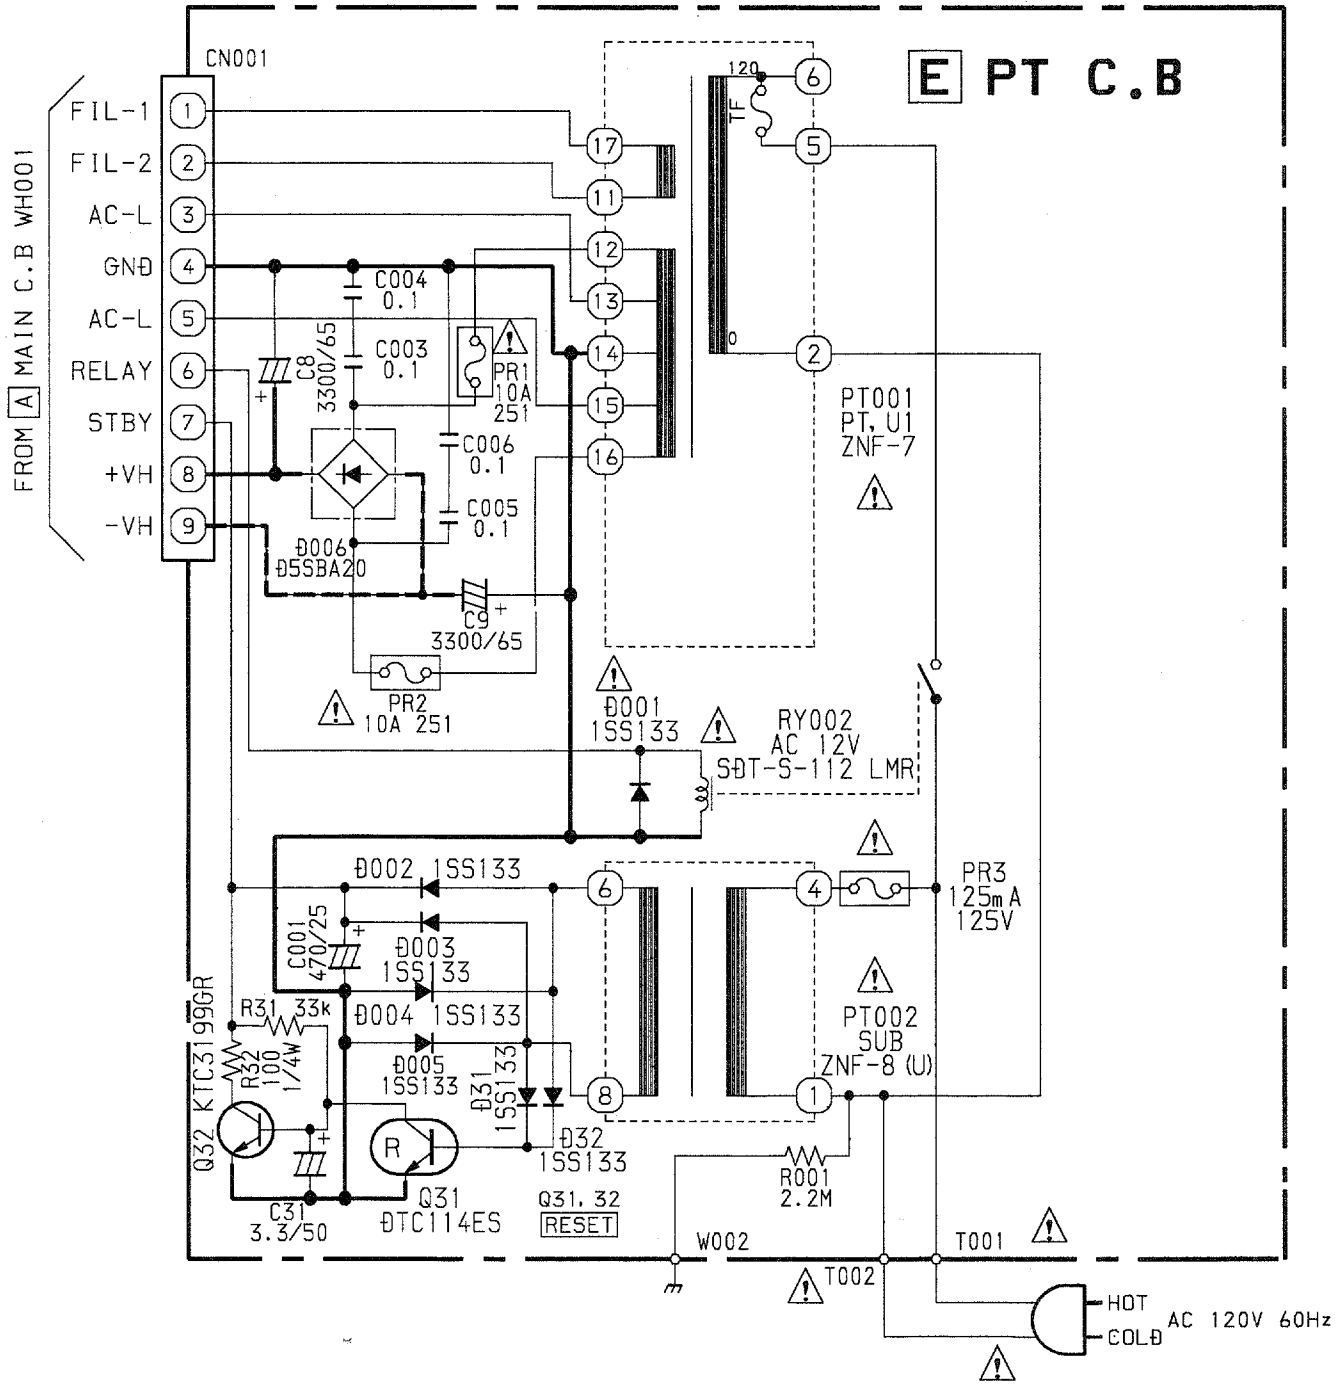 E PT C.B
CN001
FROM A MAIN C.B WH001
FIL-1 1
FIL-2 2
AC-L 3
GND 4
AC-L 5
RELAY 6
STBY 7
+VH 8
-VH 9
120
TF
0
6
5
2
17
11
12
13
14
15
16
C004
0.1
C003
0.1
C8
3300/65
+
PR1
10A
251
C006
0.1
C005
0.1
D006
D5SBA20
C9
3300/65
+
PR2
10A 251
PT001
PT, U1
ZNF-7
D001
1SS133
RY002
AC 12V
SDT-S-112 LMR
D002 1SS133
C001
470/25
+
D003
1SS133
D004 1SS133
D005
1SS133
D31
1SS133
D32
1SS133
6
8
4
1
PR3
125mA
125V
PT002
SUB
ZNF-8 (U)
R31 33k
R32
100
1/4W
Q32 KTC3199GR
+
C31
3.3/50
R
Q31
DTC114ES
Q31, 32
RESET
R001
2.2M
W002
T001
T002
HOT
COLD
AC 120V 60Hz